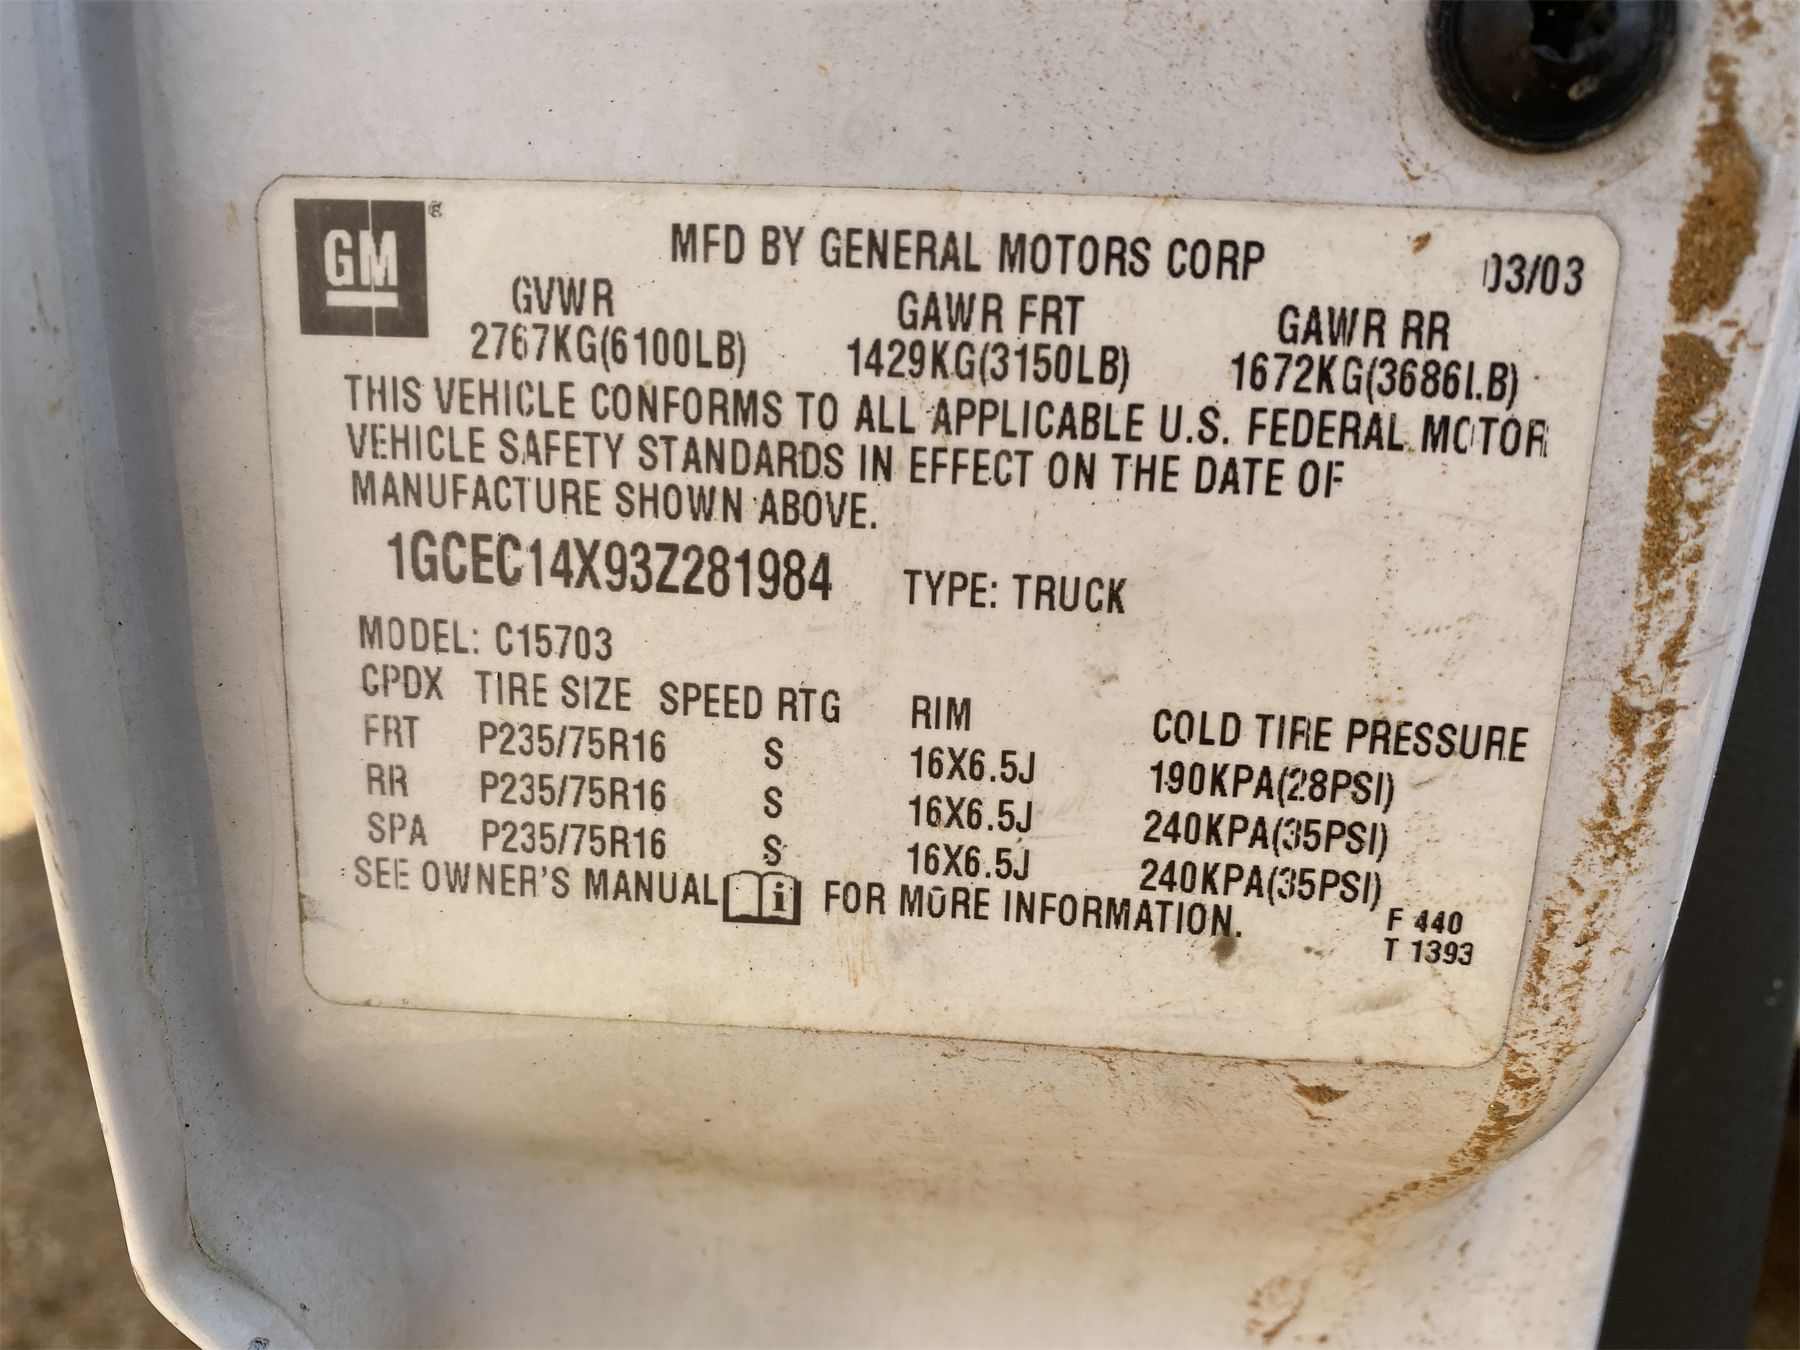 GM
MFD BY GENERAL MOTORS CORP 03/03
GVWR GAWR FRT GAWR RR
2767KG(6100LB) 1429KG(3150LB) 1672KG(3686LB)
THIS VEHICLE CONFORMS TO ALL APPLICABLE U.S. FEDERAL MOTOR
VEHICLE SAFETY STANDARDS IN EFFECT ON THE DATE OF
MANUFACTURE SHOWN ABOVE.
1GCEC14X93Z281984 TYPE: TRUCK
MODEL: C15703
CPDX TIRE SIZE SPEED RTG RIM COLD TIRE PRESSURE
FRT P235/75R16 S 16X6.5J 190KPA(28PSI)
RR P235/75R16 S 16X6.5J 240KPA(35PSI)
SPA P235/75R16 S 16X6.5J 240KPA(35PSI)
SEE OWNER'S MANUAL i FOR MORE INFORMATION.
F 440
T 1393